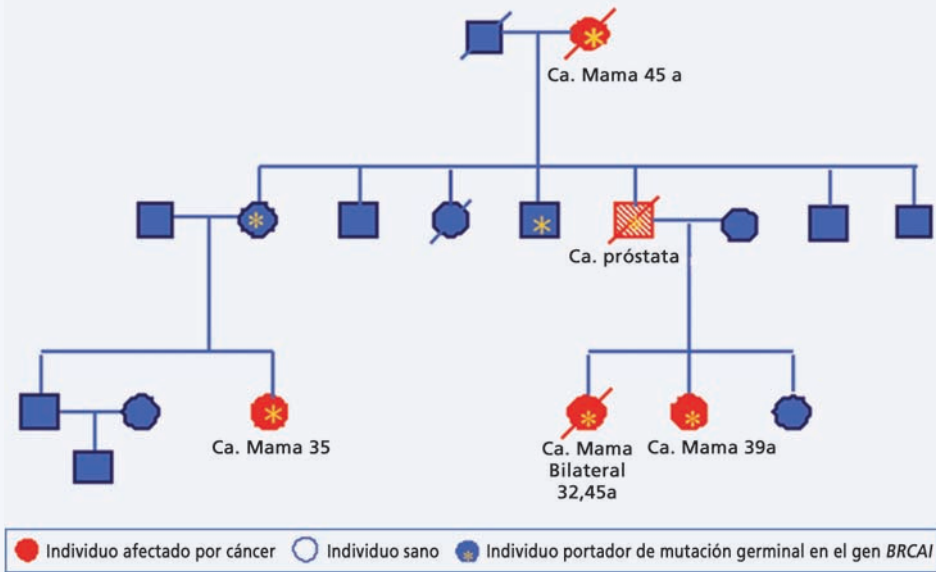 Ca. Mama 45 a
Ca. próstata
Ca. Mama 35
Ca. Mama
Bilateral
32,45a
Ca. Mama 39a
Individuo afectado por cáncer
Individuo sano
Individuo portador de mutación germinal en el gen BRCAI